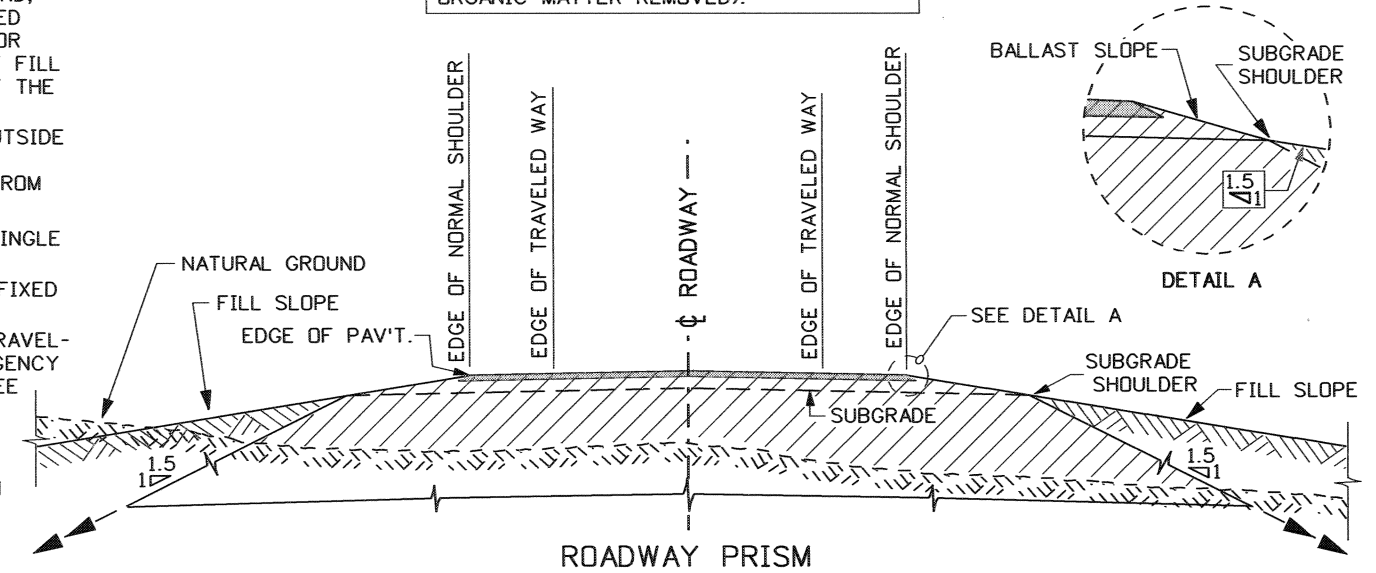 ED
OR
FILL
THE
UTSIDE
ROM
INGLE
FIXED
RAVEL-
GENCY
EE
ORGANIC MATTER REMOVED).
EDGE OF NORMAL SHOULDER
EDGE OF TRAVELED WAY
℄ ROADWAY
EDGE OF TRAVELED WAY
EDGE OF NORMAL SHOULDER
BALLAST SLOPE
SUBGRADE
SHOULDER
1.5
1
DETAIL A
NATURAL GROUND
FILL SLOPE
EDGE OF PAV'T.
SEE DETAIL A
SUBGRADE
SHOULDER
FILL SLOPE
SUBGRADE
1.5
1
1.5
1
ROADWAY PRISM